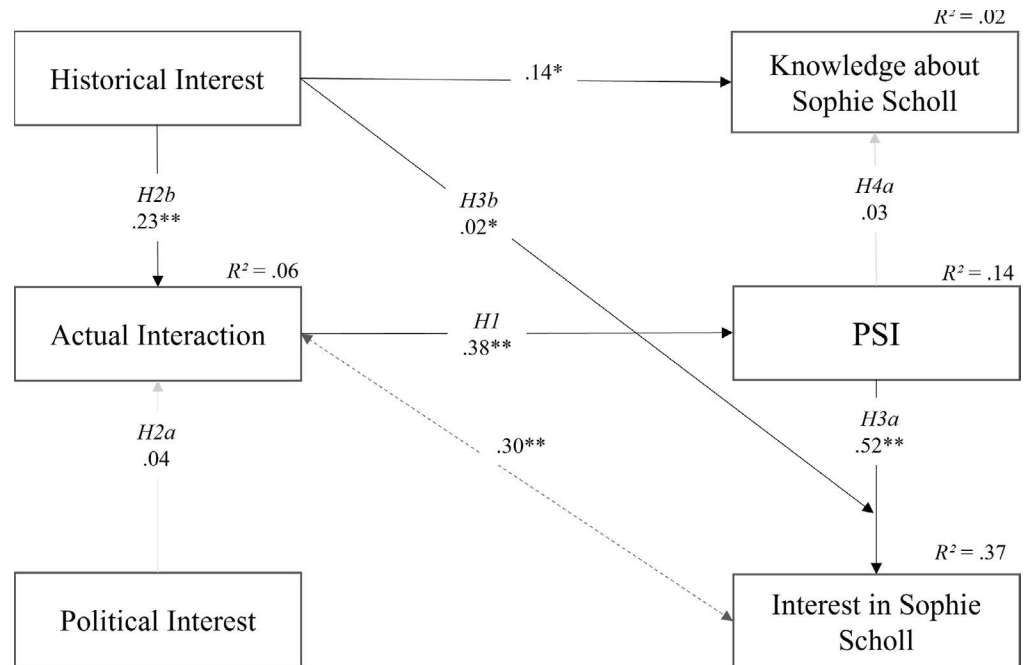 R² = .02
Historical Interest
.14*
Knowledge about
Sophie Scholl
H2b
.23**
H3b
.02*
H4a
.03
R² = .06
R² = .14
Actual Interaction
H1
.38**
PSI
H2a
.04
.30**
H3a
.52**
R² = .37
Political Interest
Interest in Sophie
Scholl